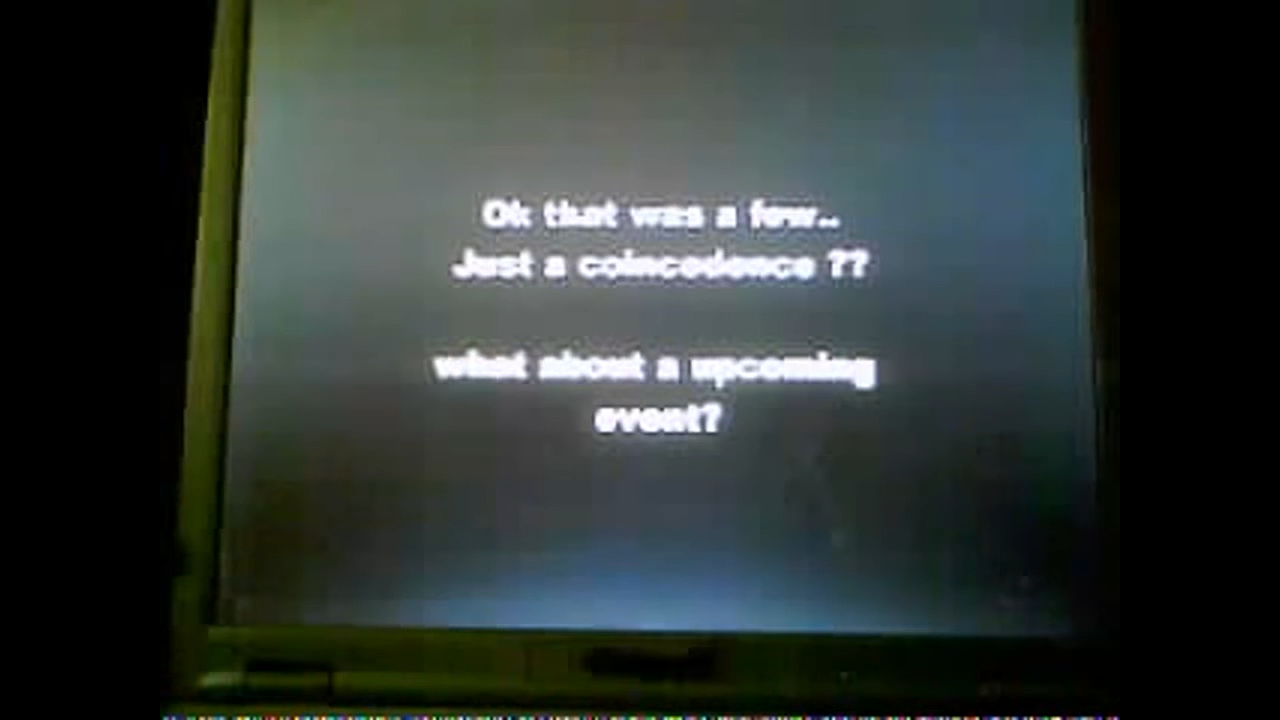 Ok that was a few..
Just a coincedence ??
what about a upcoming
event?